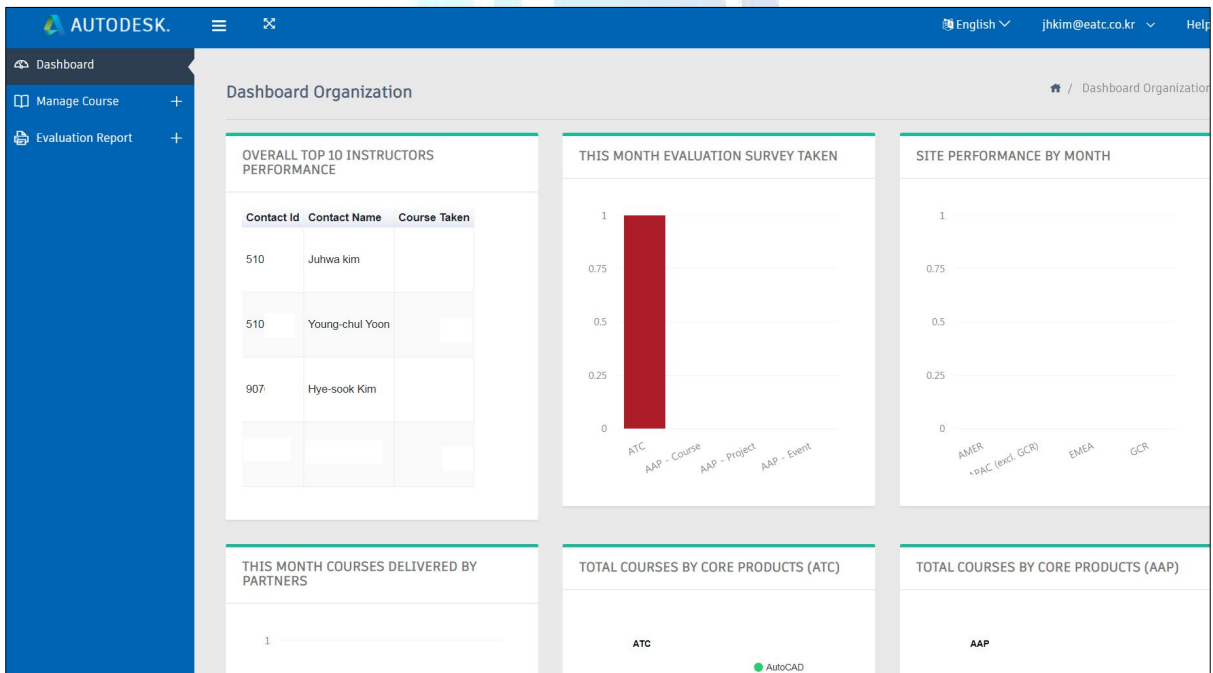 AUTODESK.
English
jhkim@eatc.co.kr
Help
Dashboard
Manage Course
Evaluation Report
Dashboard Organization
/ Dashboard Organization
OVERALL TOP 10 INSTRUCTORS
PERFORMANCE
Contact Id Contact Name Course Taken
510 Juhwa kim
510 Young-chul Yoon
907 Hye-sook Kim
THIS MONTH EVALUATION SURVEY TAKEN
1
0.75
0.5
0.25
0
ATC
AAP - Course
AAP - Project
AAP - Event
SITE PERFORMANCE BY MONTH
1
0.75
0.5
0.25
0
AMER
(excl. GCR)
EMEA
GCR
THIS MONTH COURSES DELIVERED BY
PARTNERS
1
TOTAL COURSES BY CORE PRODUCTS (ATC)
ATC
AutoCAD
TOTAL COURSES BY CORE PRODUCTS (AAP)
AAP